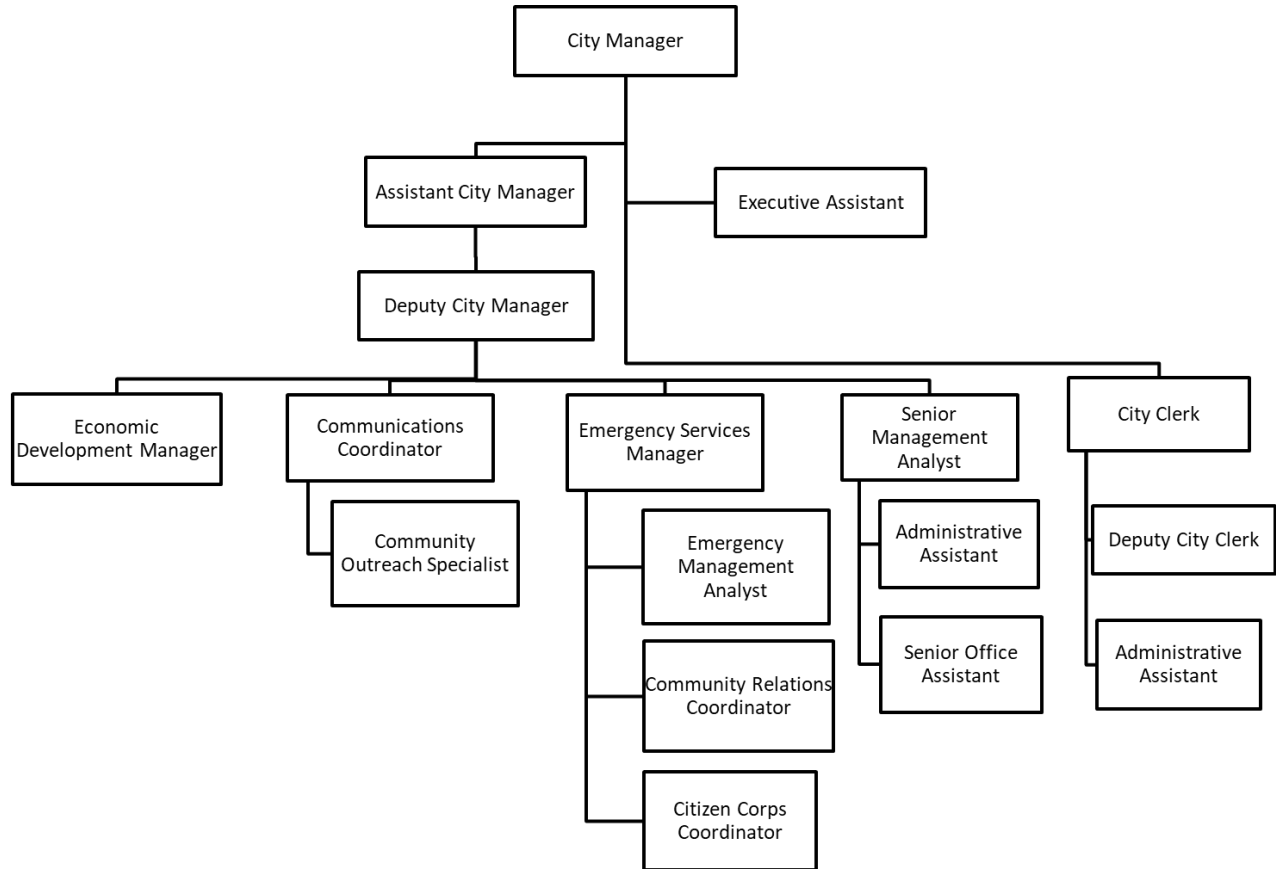 City Manager
Assistant City Manager
Executive Assistant
Deputy City Manager
Economic
Development Manager
Communications
Coordinator
Emergency Services
Manager
Senior
Management
Analyst
City Clerk
Community
Outreach Specialist
Emergency
Management
Analyst
Administrative
Assistant
Deputy City Clerk
Community Relations
Coordinator
Senior Office
Assistant
Administrative
Assistant
Citizen Corps
Coordinator